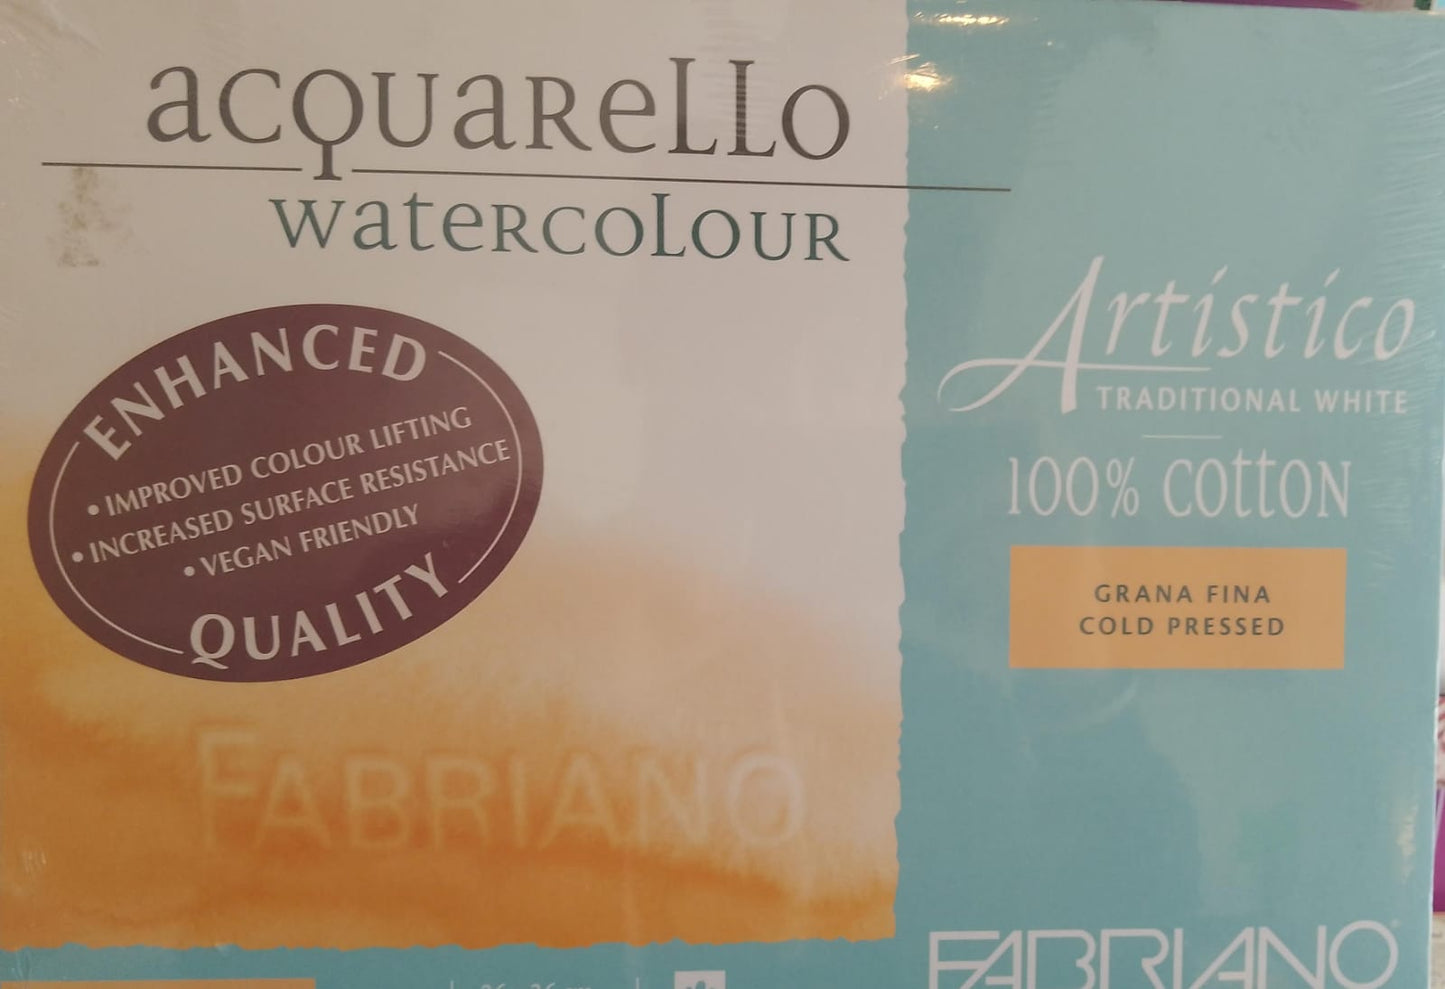 acquarello
watercolour
ENHANCED
• IMPROVED COLOUR LIFTING
• INCREASED SURFACE RESISTANCE
• VEGAN FRIENDLY
QUALITY
FABRIANO
Artistico
TRADITIONAL WHITE
100% COTTON
GRANA FINA
COLD PRESSED
FABRIANO